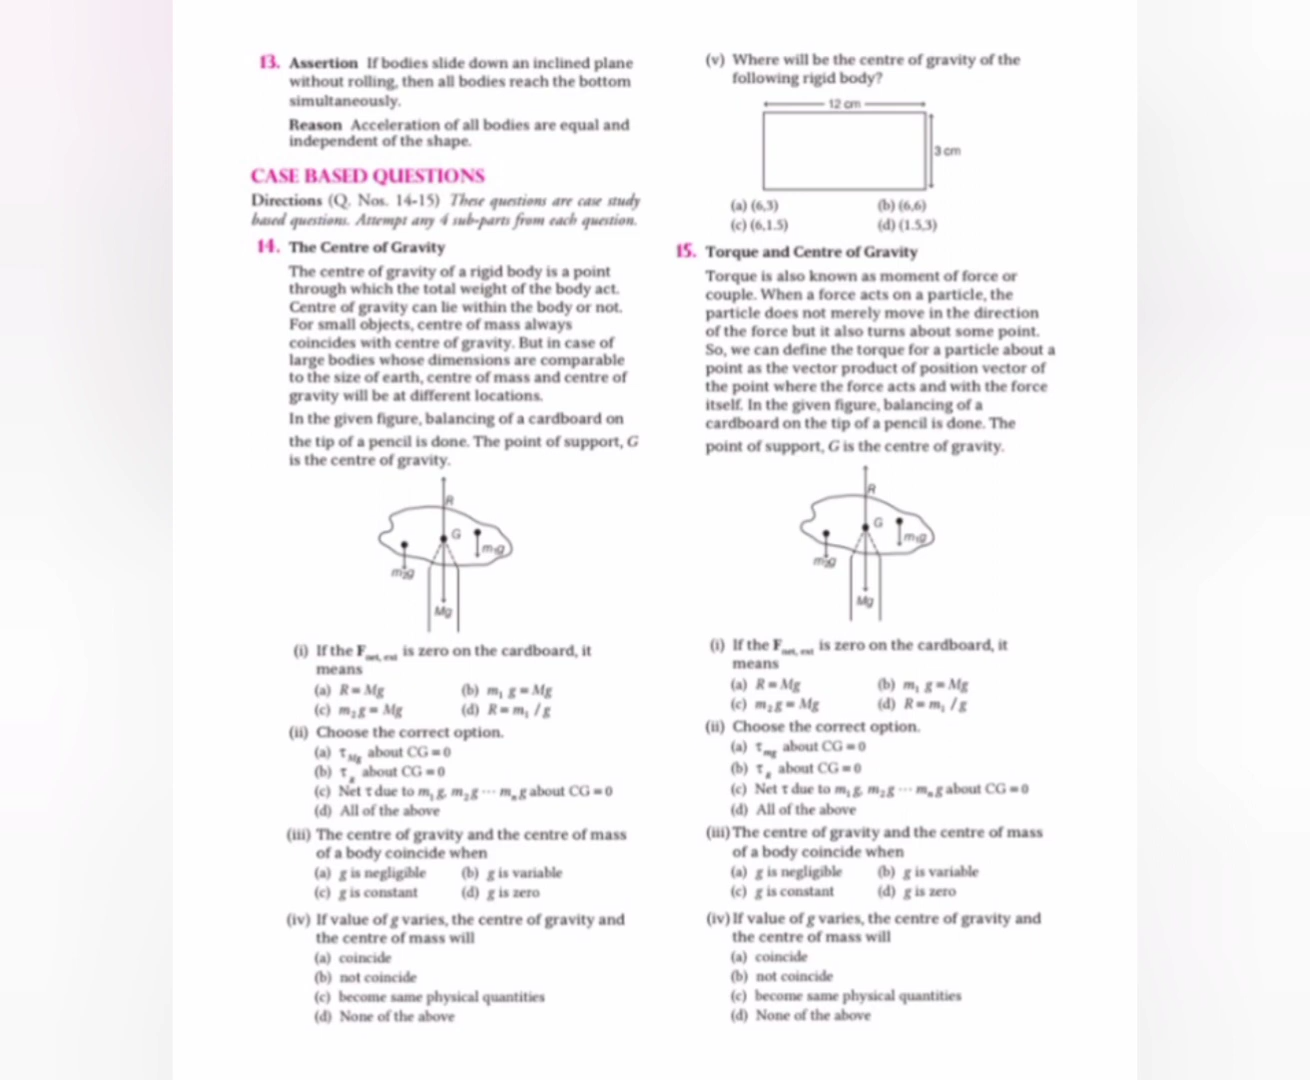 13. Assertion If bodies slide down an inclined plane
without rolling, then all bodies reach the bottom
simultaneously.
Reason Acceleration of all bodies are equal and
independent of the shape.
CASE BASED QUESTIONS
Directions (Q. Nos. 14-15) These questions are case study
based questions. Attempt any 4 sub-parts from each question.
14. The Centre of Gravity
The centre of gravity of a rigid body is a point
through which the total weight of the body act.
Centre of gravity can lie within the body or not.
For small objects, centre of mass always
coincides with centre of gravity. But in case of
large bodies whose dimensions are comparable
to the size of earth, centre of mass and centre of
gravity will be at different locations.
In the given figure, balancing of a cardboard on
the tip of a pencil is done. The point of support, G
is the centre of gravity.
R
G
m₁g
m₂g
Mg
(i) If the F net, ext is zero on the cardboard, it
means
(a) R = Mg (b) m₁ g = Mg
(c) m₂g = Mg (d) R = m₁ / g
(ii) Choose the correct option.
(a) τ Mg about CG = 0
(b) τ g about CG = 0
(c) Net τ due to m₁g, m₂g ··· mₙg about CG = 0
(d) All of the above
(iii) The centre of gravity and the centre of mass
of a body coincide when
(a) g is negligible (b) g is variable
(c) g is constant (d) g is zero
(iv) If value of g varies, the centre of gravity and
the centre of mass will
(a) coincide
(b) not coincide
(c) become same physical quantities
(d) None of the above
(v) Where will be the centre of gravity of the
following rigid body?
12 cm
3 cm
(a) (6,3) (b) (6,6)
(c) (6,1.5) (d) (1.5,3)
15. Torque and Centre of Gravity
Torque is also known as moment of force or
couple. When a force acts on a particle, the
particle does not merely move in the direction
of the force but it also turns about some point.
So, we can define the torque for a particle about a
point as the vector product of position vector of
the point where the force acts and with the force
itself. In the given figure, balancing of a
cardboard on the tip of a pencil is done. The
point of support, G is the centre of gravity.
R
G
m₁g
m₂g
Mg
(i) If the F net, ext is zero on the cardboard, it
means
(a) R = Mg (b) m₁ g = Mg
(c) m₂g = Mg (d) R = m₁ / g
(ii) Choose the correct option.
(a) τ mg about CG = 0
(b) τ g about CG = 0
(c) Net τ due to m₁g, m₂g ··· mₙg about CG = 0
(d) All of the above
(iii) The centre of gravity and the centre of mass
of a body coincide when
(a) g is negligible (b) g is variable
(c) g is constant (d) g is zero
(iv) If value of g varies, the centre of gravity and
the centre of mass will
(a) coincide
(b) not coincide
(c) become same physical quantities
(d) None of the above